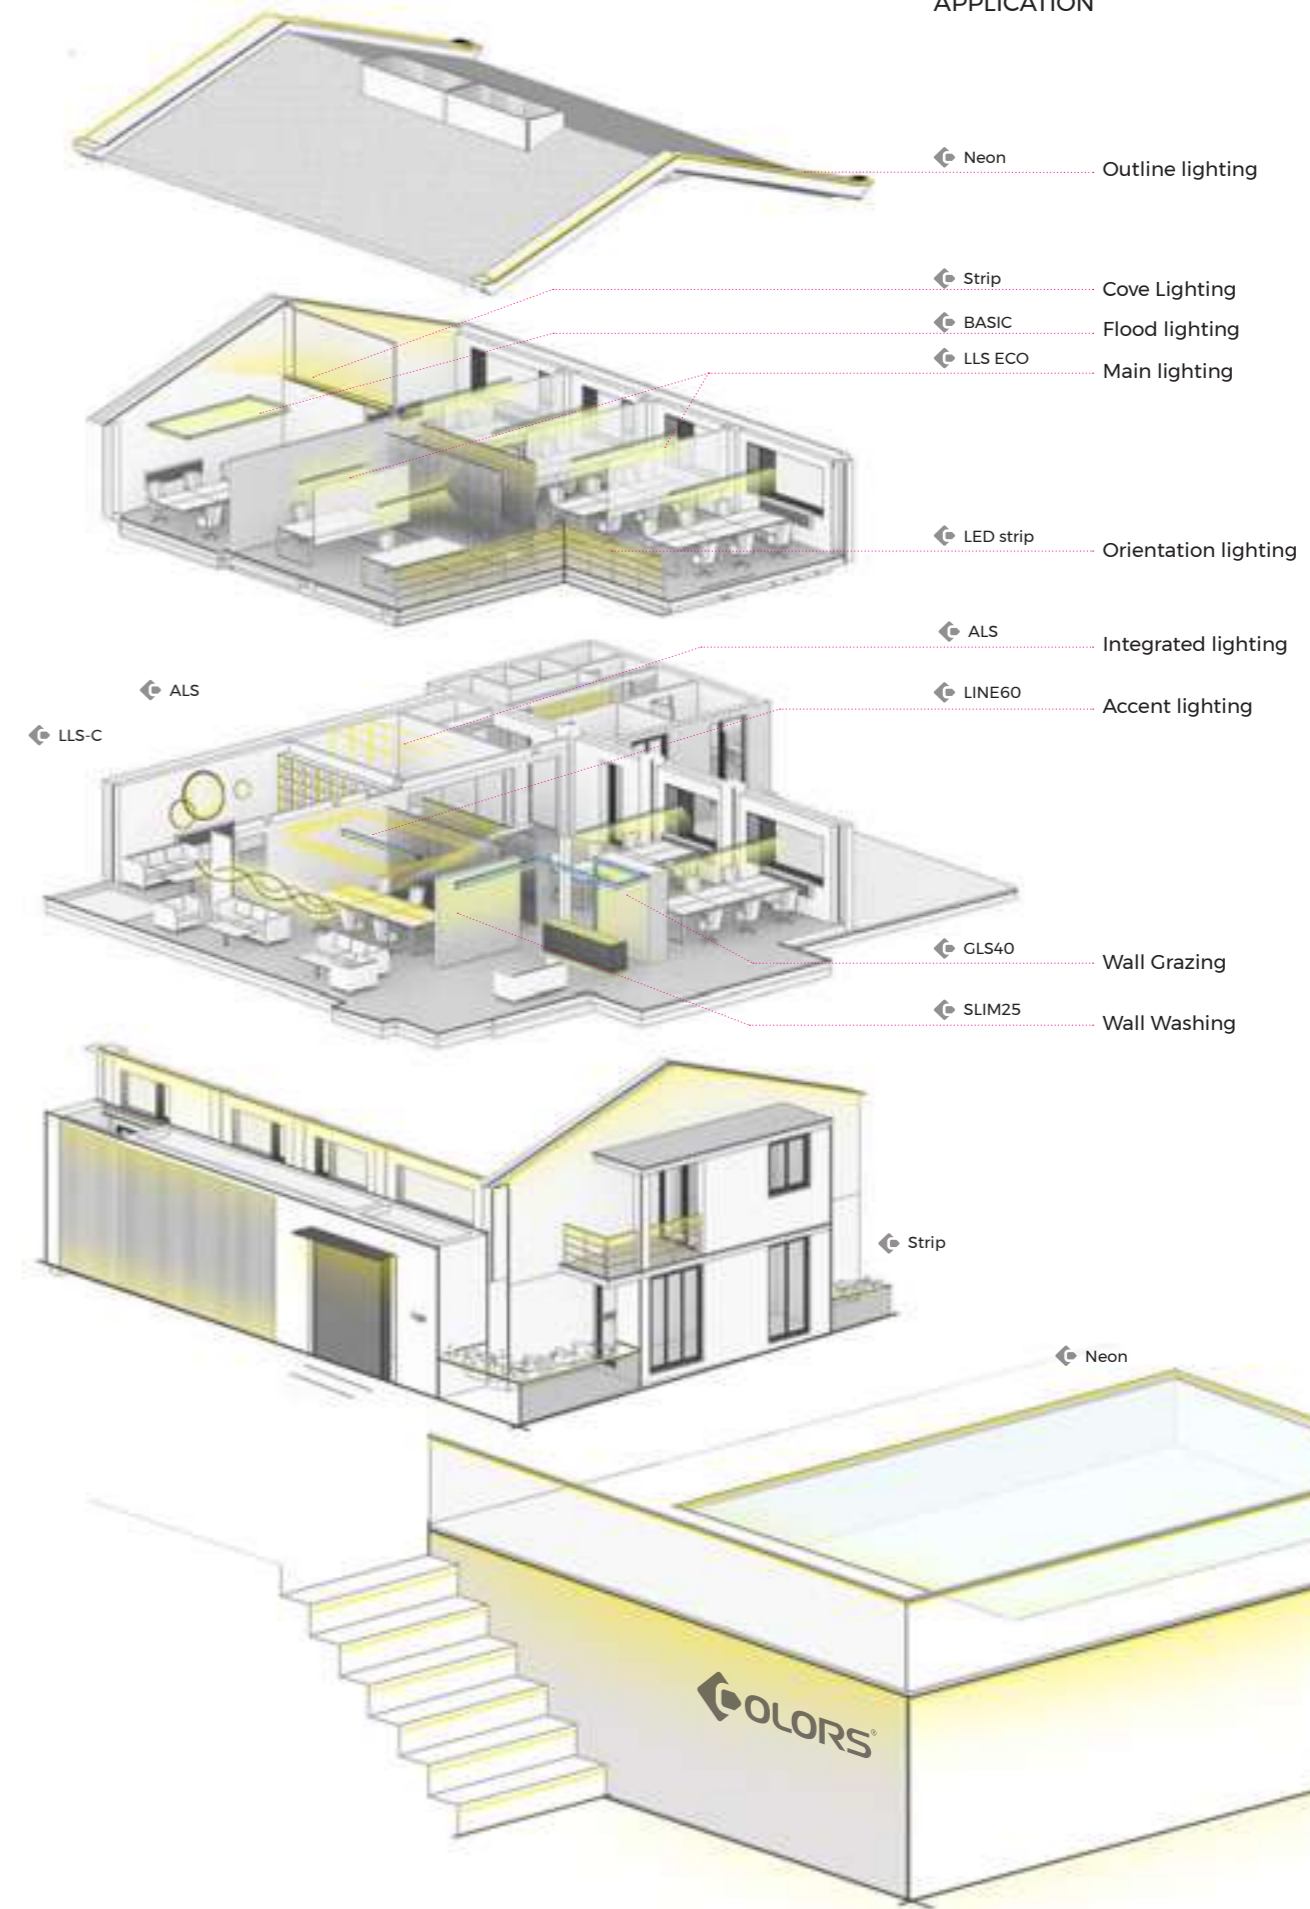 APPLICATION
Neon
Outline lighting
Strip
Cove Lighting
BASIC
Flood lighting
LLS ECO
Main lighting
LED strip
Orientation lighting
ALS
Integrated lighting
ALS
LINE60
Accent lighting
LLS-C
GLS40
Wall Grazing
SLIM25
Wall Washing
Strip
Neon
COLORS®